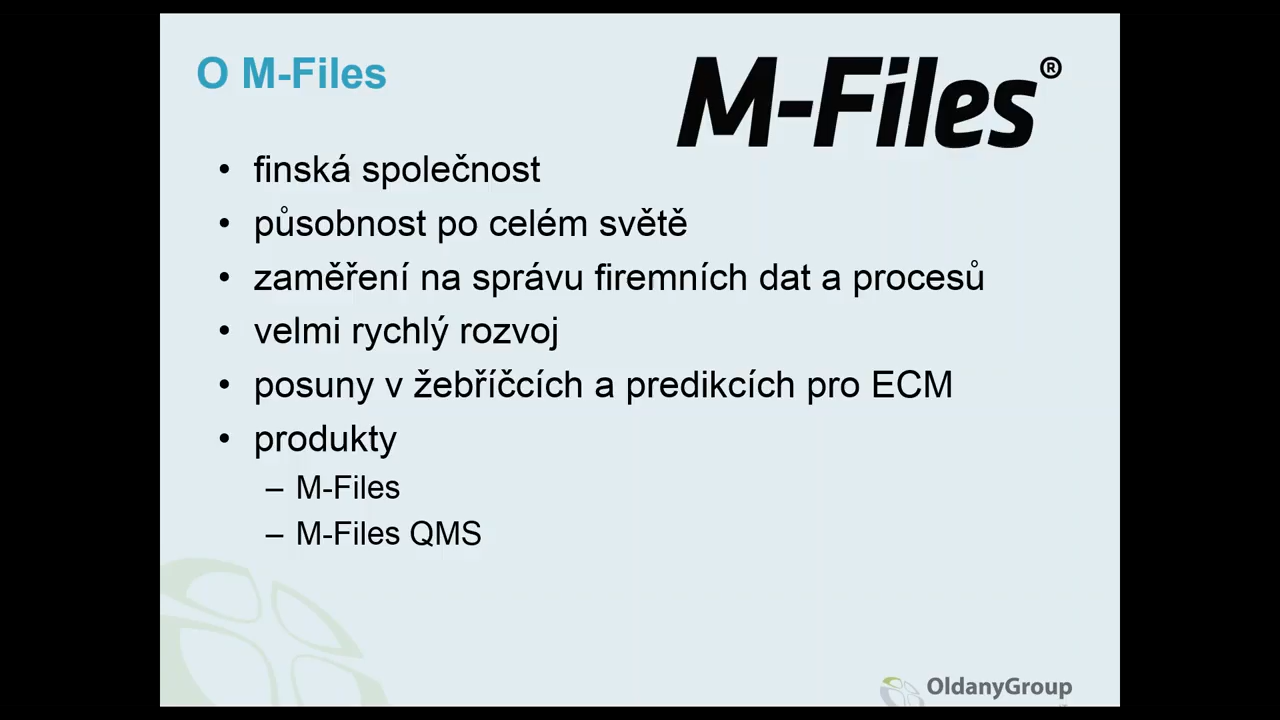 O M-Files
M-Files®
• finská společnost
• působnost po celém světě
• zaměření na správu firemních dat a procesů
• velmi rychlý rozvoj
• posuny v žebříčcích a predikcích pro ECM
• produkty
– M-Files
– M-Files QMS
OldanyGroup